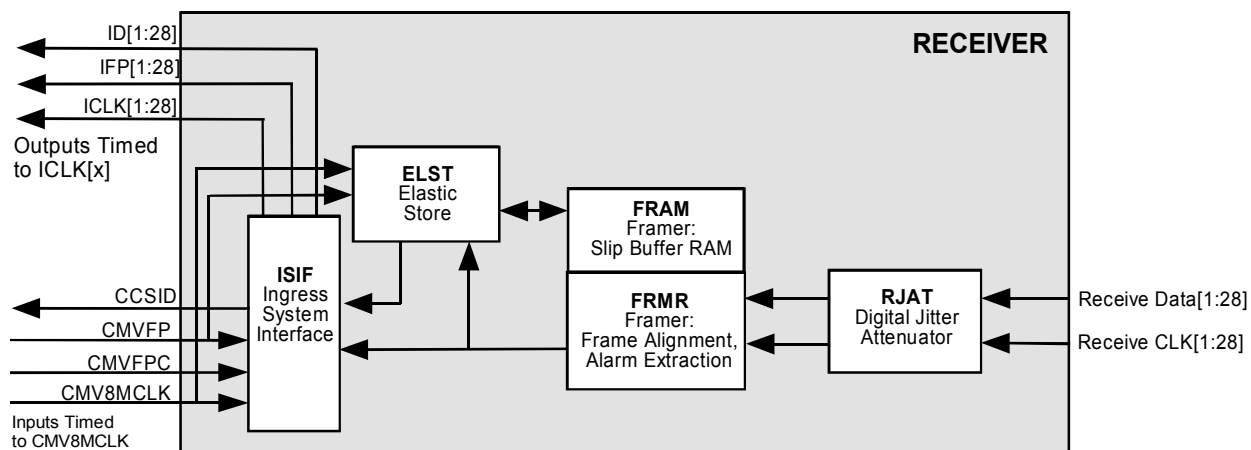 ID[1:28]
IFP[1:28]
ICLK[1:28]
Outputs Timed
to ICLK[x]
RECEIVER
ELST
Elastic
Store
FRAM
Framer:
Slip Buffer RAM
ISIF
Ingress
System
Interface
FRMR
Framer:
Frame Alignment,
Alarm Extraction
RJAT
Digital Jitter
Attenuator
Receive Data[1:28]
Receive CLK[1:28]
CCSID
CMVFP
CMVFPC
CMV8MCLK
Inputs Timed
to CMV8MCLK